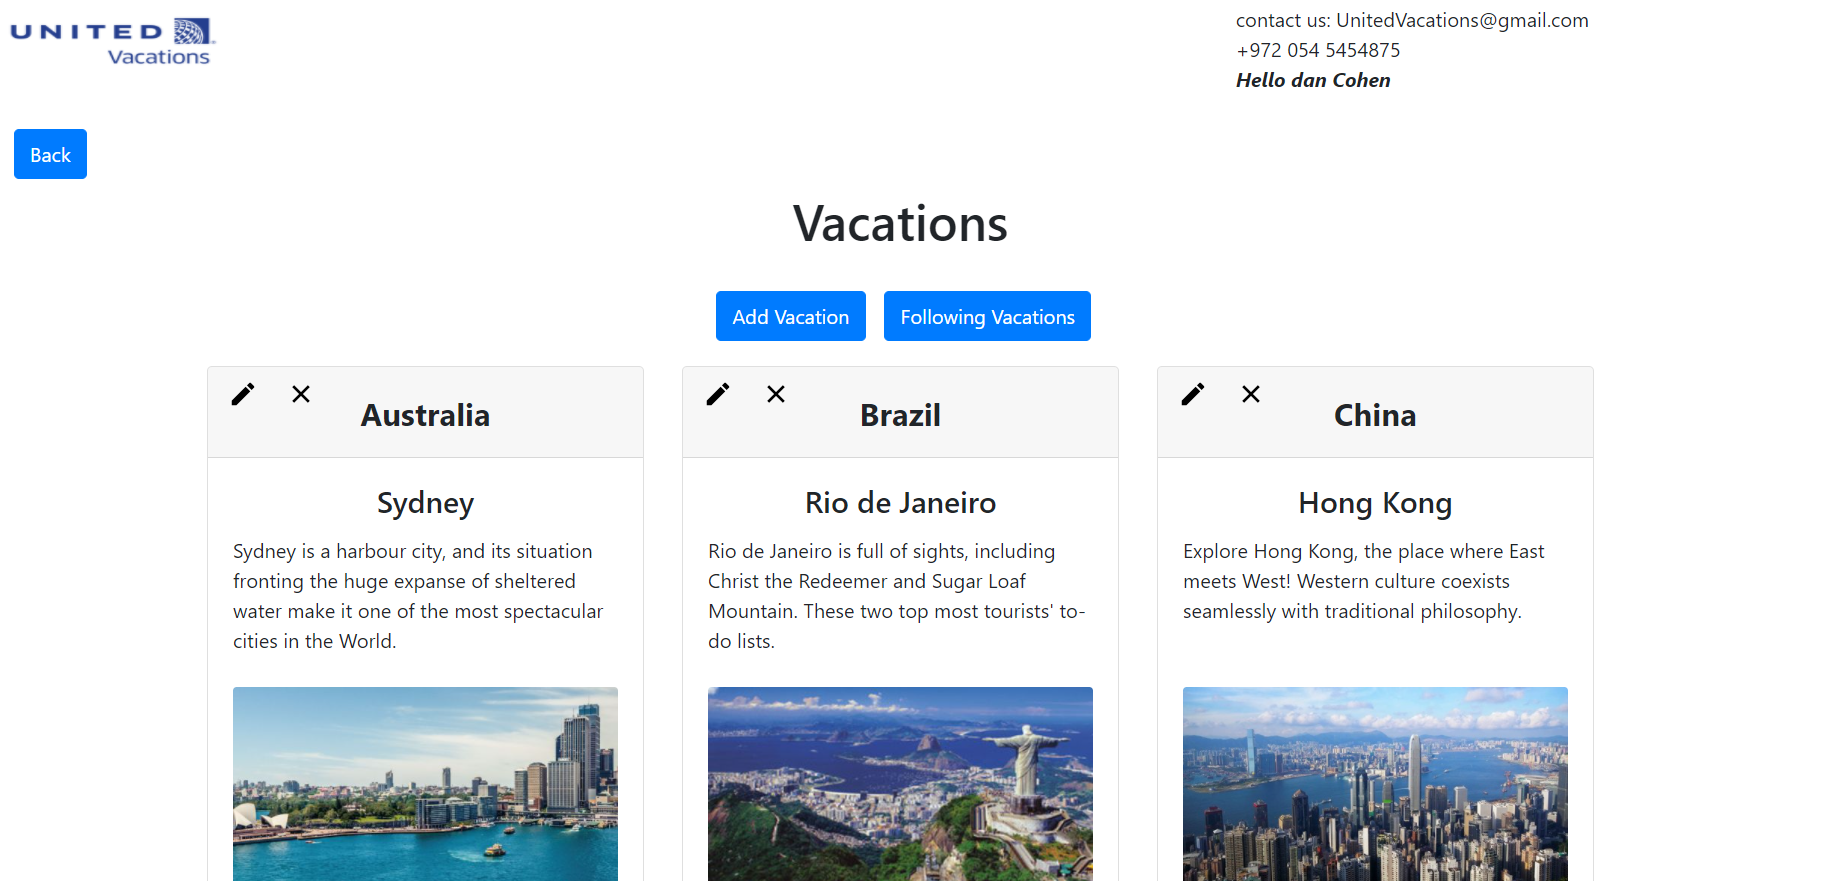 UNITED
Vacations
contact us: UnitedVacations@gmail.com
+972 054 5454875
Hello dan Cohen
Back
Vacations
Add Vacation
Following Vacations
Australia
Sydney
Sydney is a harbour city, and its situation
fronting the huge expanse of sheltered
water make it one of the most spectacular
cities in the World.
Brazil
Rio de Janeiro
Rio de Janeiro is full of sights, including
Christ the Redeemer and Sugar Loaf
Mountain. These two top most tourists' to-
do lists.
China
Hong Kong
Explore Hong Kong, the place where East
meets West! Western culture coexists
seamlessly with traditional philosophy.